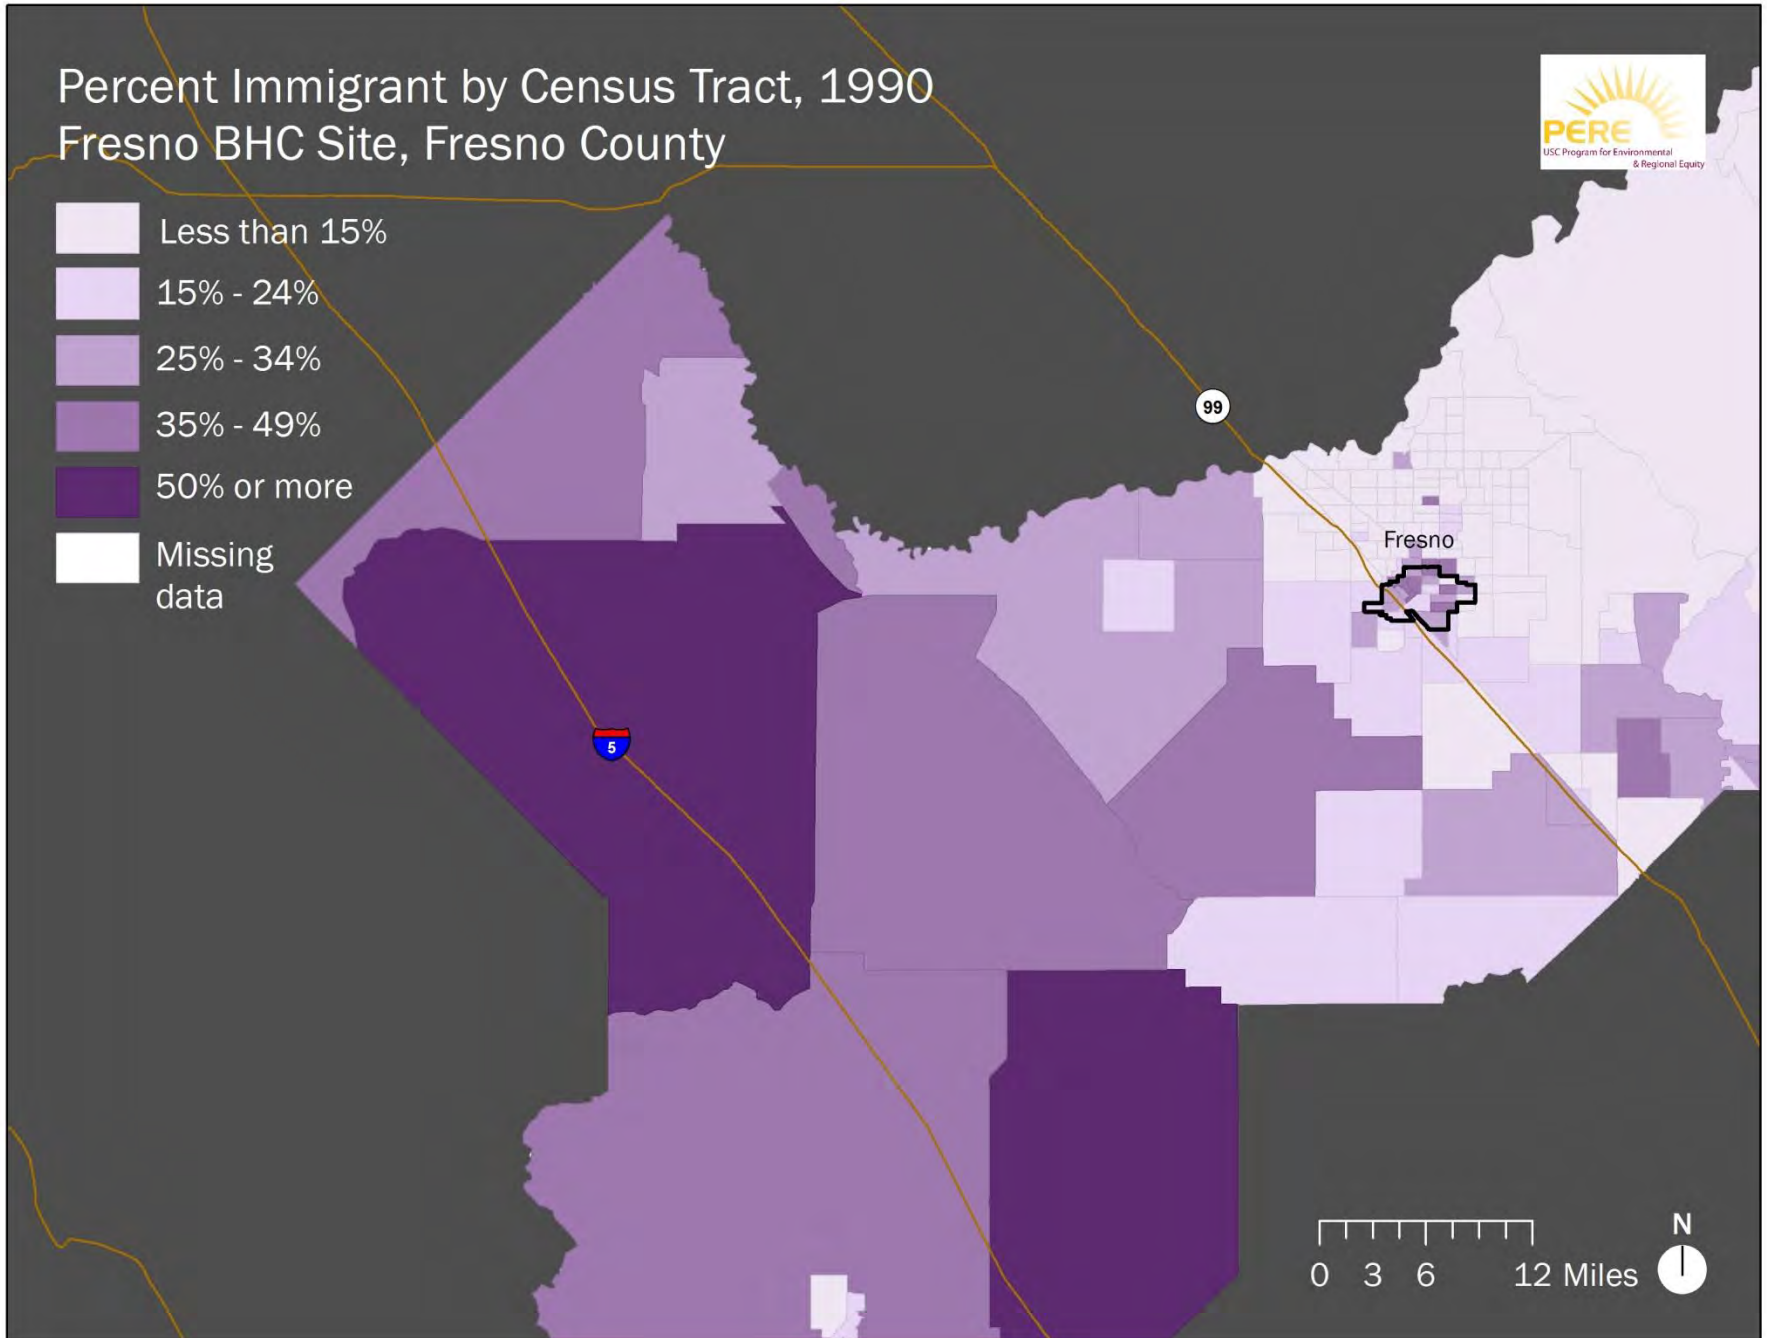 Percent Immigrant by Census Tract, 1990
Fresno BHC Site, Fresno County
PERE
USC Program for Environmental
& Regional Equity
Less than 15%
15% - 24%
25% - 34%
35% - 49%
50% or more
Missing
data
99
Fresno
5
N
0 3 6 12 Miles